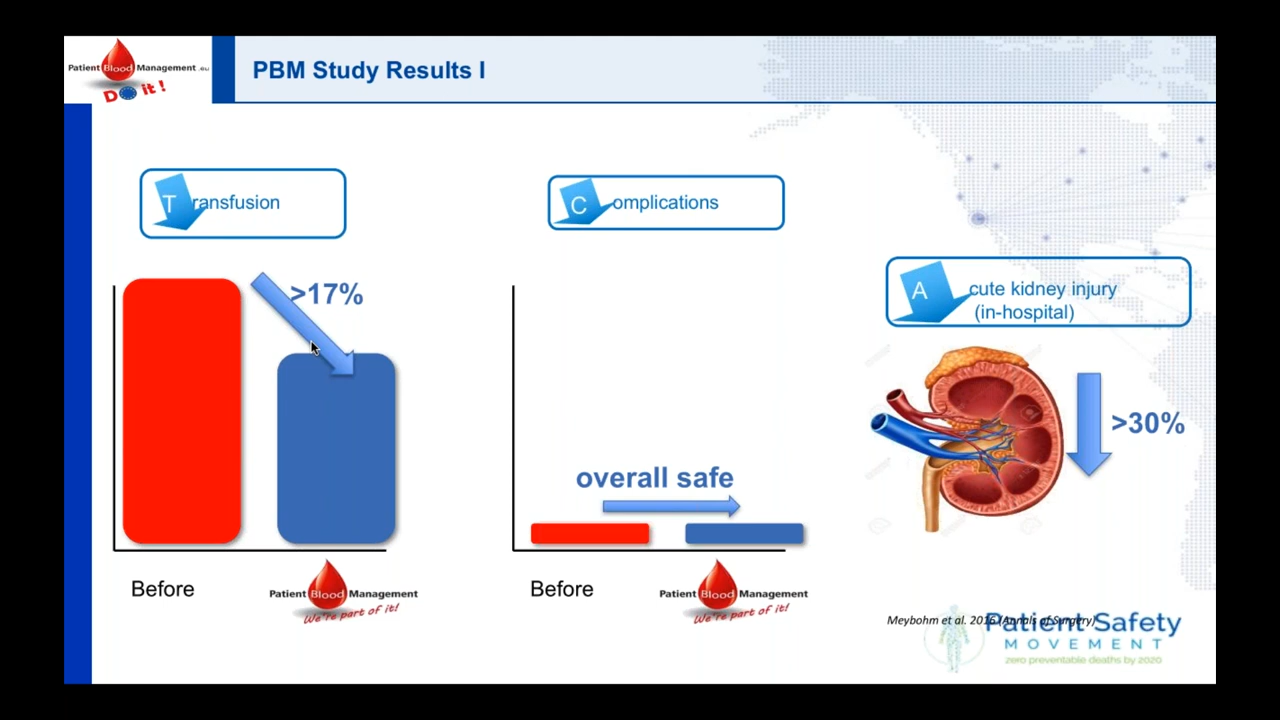 Patient Blood Management.eu
DO it!
PBM Study Results I
Transfusion
Complications
Acute kidney injury
(in-hospital)
>17%
>30%
overall safe
Before
Patient Blood Management
We're part of it!
Before
Patient Blood Management
We're part of it!
Meybohm et al. 2016 (Annals of Surgery)
Patient Safety
MOVEMENT
zero preventable deaths by 2020